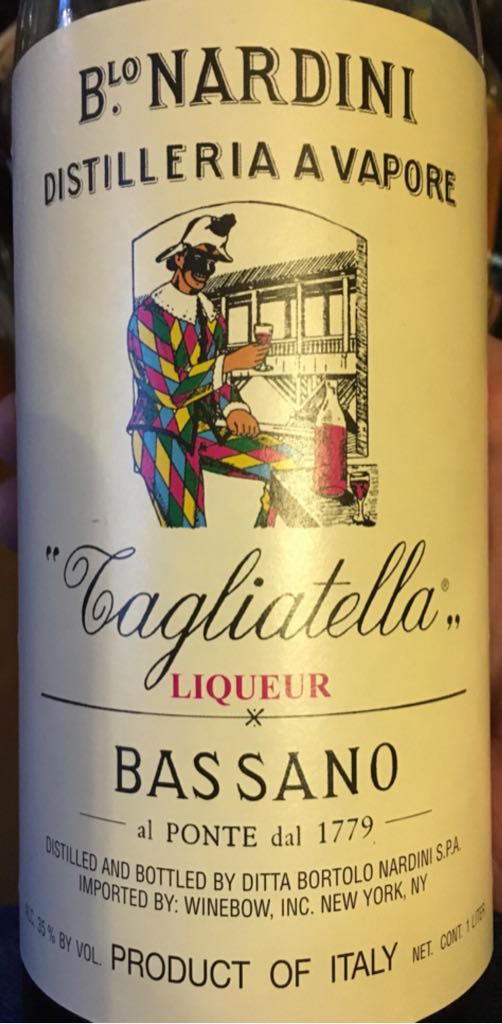 B.LO NARDINI
DISTILLERIA A VAPORE
"Tagliatella®"
LIQUEUR
BASSANO
al PONTE dal 1779
DISTILLED AND BOTTLED BY DITTA BORTOLO NARDINI S.P.A.
IMPORTED BY: WINEBOW, INC. NEW YORK, NY
ALC. 35% BY VOL. PRODUCT OF ITALY NET. CONT. 1 LITER